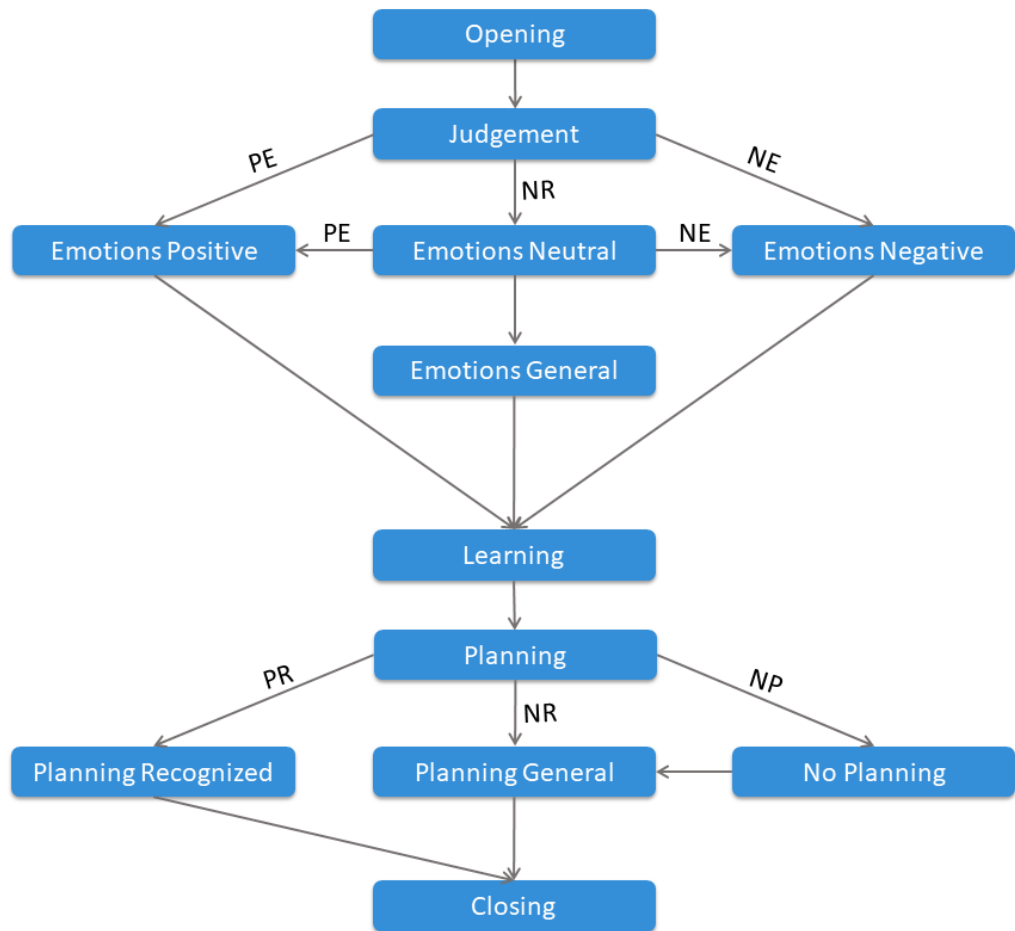 Opening
Judgement
PE
NE
NR
Emotions Positive
PE
Emotions Neutral
NE
Emotions Negative
Emotions General
Learning
Planning
PR
NR
NP
Planning Recognized
Planning General
No Planning
Closing